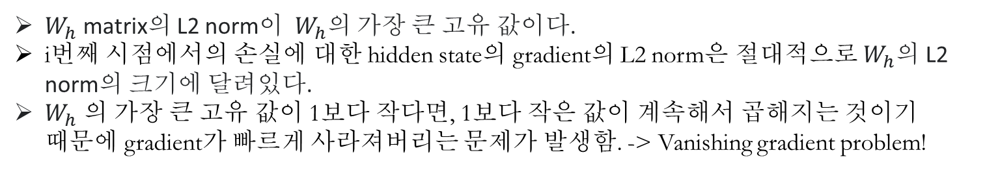 ➢ W_h matrix의 L2 norm이 W_h의 가장 큰 고유 값이다.
➢ i번째 시점에서의 손실에 대한 hidden state의 gradient의 L2 norm은 절대적으로 W_h의 L2
norm의 크기에 달려있다.
➢ W_h 의 가장 큰 고유 값이 1보다 작다면, 1보다 작은 값이 계속해서 곱해지는 것이기
때문에 gradient가 빠르게 사라져버리는 문제가 발생함. -> Vanishing gradient problem!